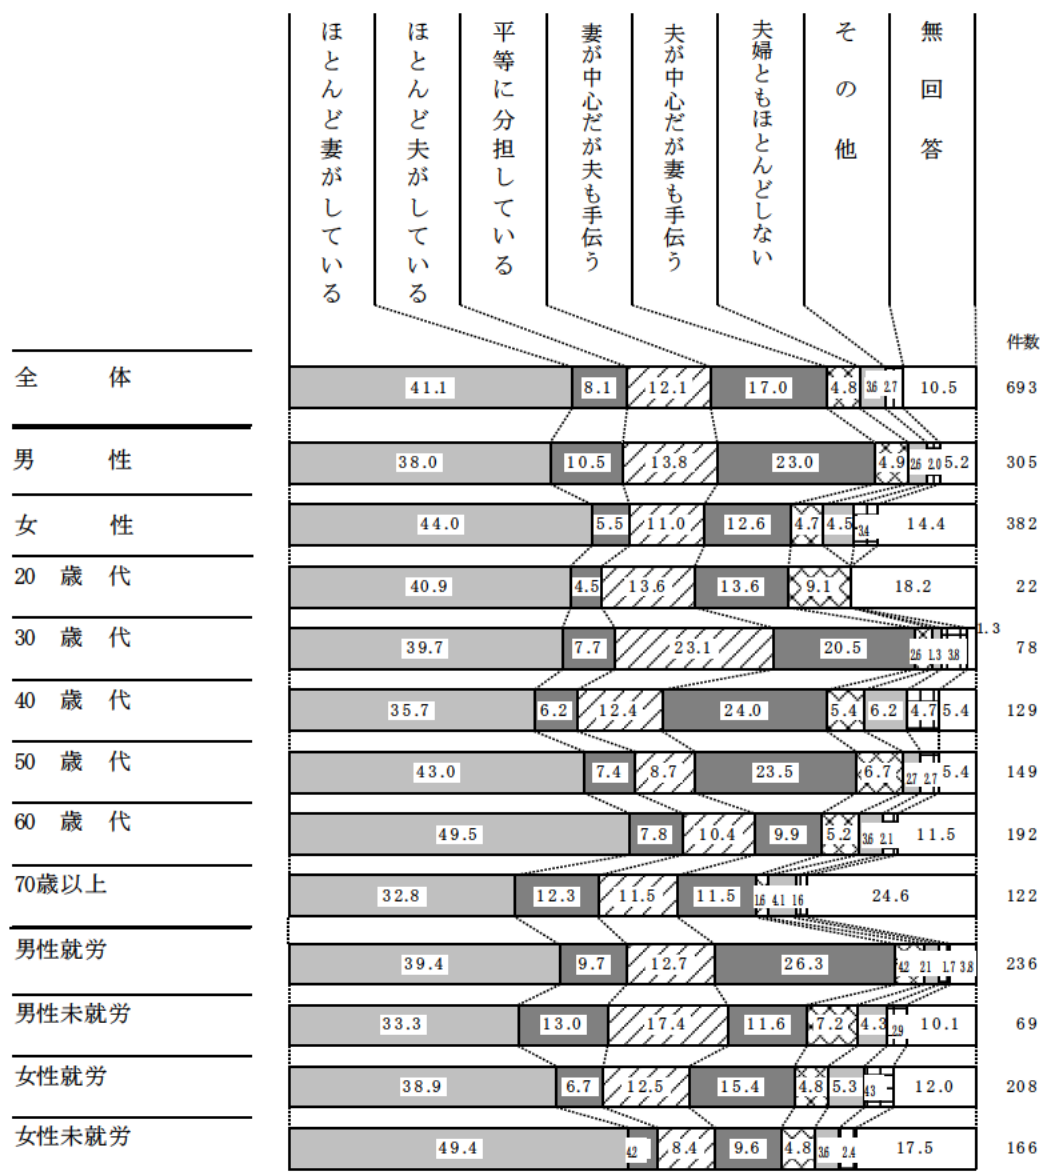 ほとんど妻がしている
ほとんど夫がしている
平等に分担している
妻が中心だが夫も手伝う
夫が中心だが妻も手伝う
夫婦ともほとんどしない
その他
無回答
件数
全体 41.1 8.1 12.1 17.0 4.8 3.6 2.7 10.5 693
男性 38.0 10.5 13.8 23.0 4.9 2.6 2.0 5.2 305
女性 44.0 5.5 11.0 12.6 4.7 4.5 3.4 14.4 382
20歳代 40.9 4.5 13.6 13.6 9.1 18.2 22
30歳代 39.7 7.7 23.1 20.5 2.6 1.3 3.8 1.3 78
40歳代 35.7 6.2 12.4 24.0 5.4 6.2 4.7 5.4 129
50歳代 43.0 7.4 8.7 23.5 6.7 2.7 2.7 5.4 149
60歳代 49.5 7.8 10.4 9.9 5.2 3.6 2.1 11.5 192
70歳以上 32.8 12.3 11.5 11.5 1.6 4.1 1.6 24.6 122
男性就労 39.4 9.7 12.7 26.3 4.2 2.1 1.7 3.8 236
男性未就労 33.3 13.0 17.4 11.6 7.2 4.3 2.9 10.1 69
女性就労 38.9 6.7 12.5 15.4 4.8 5.3 4.3 12.0 208
女性未就労 49.4 4.2 8.4 9.6 4.8 3.6 2.4 17.5 166